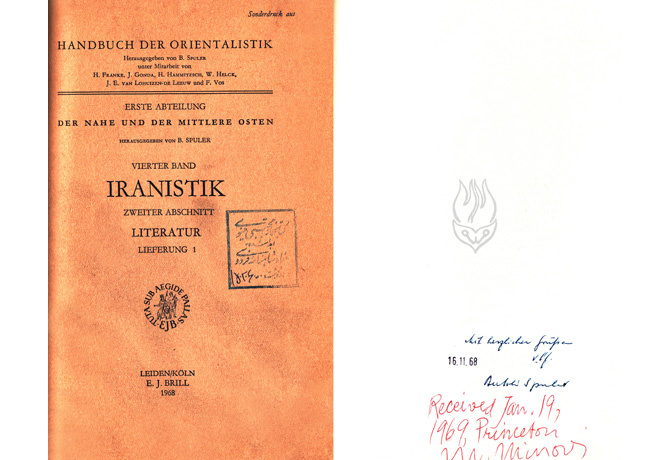 Sonderdruck aus
HANDBUCH DER ORIENTALISTIK
Herausgegeben von B. Spuler
unter Mitarbeit von
H. Franke, J. Gonda, H. Hammitzsch, W. Helck,
J. E. van Lohuizen-de Leeuw und F. Vos
ERSTE ABTEILUNG
DER NAHE UND DER MITTLERE OSTEN
HERAUSGEGEBEN VON B. SPULER
VIERTER BAND
IRANISTIK
ZWEITER ABSCHNITT
LITERATUR
LIEFERUNG 1
TUTA SUB AEGIDE PALLAS
EJB
LEIDEN/KÖLN
E. J. BRILL
1968
Mit herzlichen Grüßen
16.11.68
Bertold Spuler
Received Jan. 19,
1969, Princeton